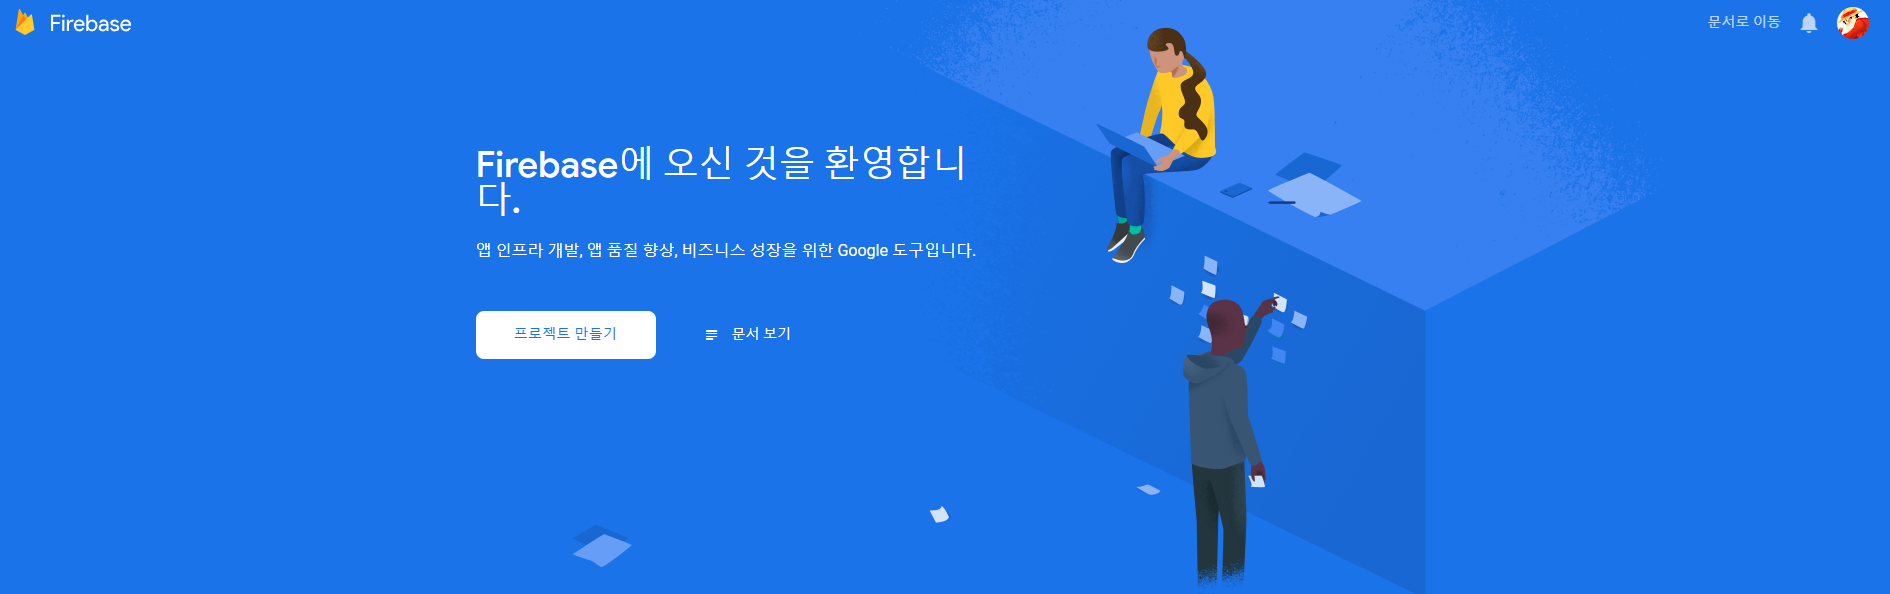 Firebase
문서로 이동
Firebase에 오신 것을 환영합니
다.
앱 인프라 개발, 앱 품질 향상, 비즈니스 성장을 위한 Google 도구입니다.
프로젝트 만들기
문서 보기